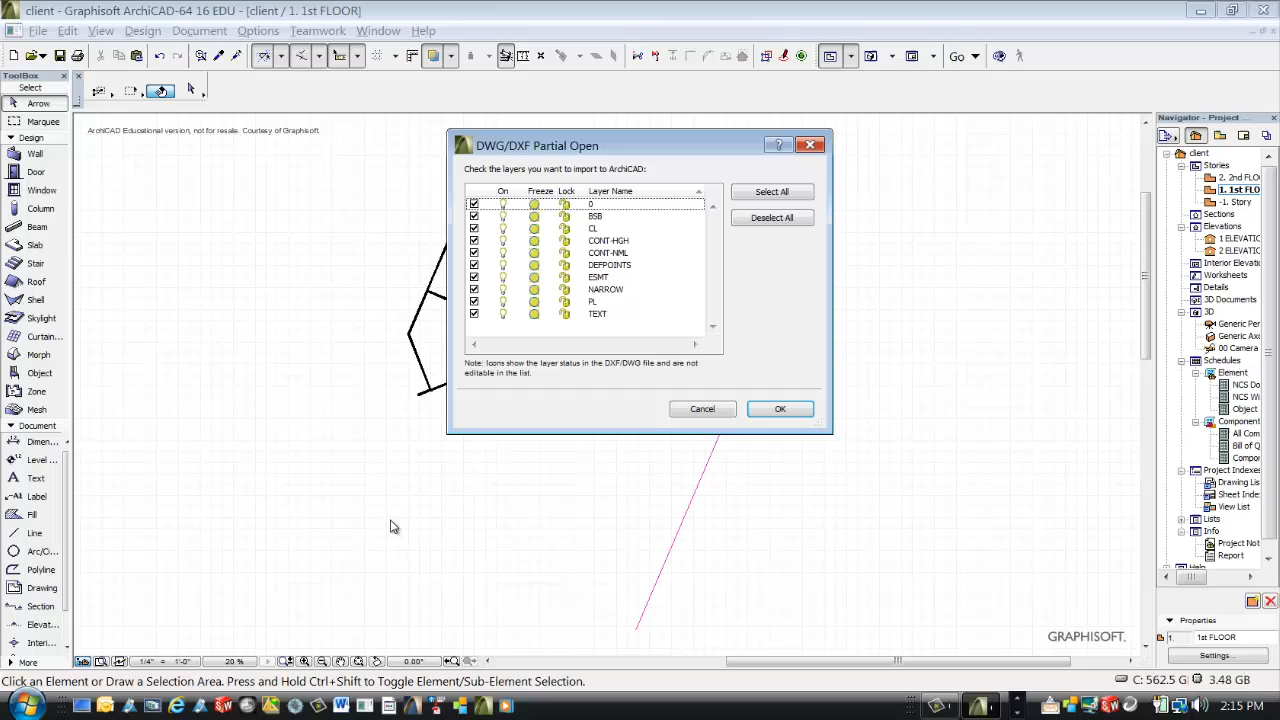 client - Graphisoft ArchiCAD-64 16 EDU - [client / 1. 1st FLOOR]
File Edit View Design Document Options Teamwork Window Help
Go
ToolBox
Select
Arrow
Marquee
Design
Wall
Door
Window
Column
Beam
Slab
Stair
Roof
Shell
Skylight
Curtain...
Morph
Object
Zone
Mesh
Document
Dimen...
Level ...
Text
Label
Fill
Line
Arc/Ci...
Polyline
Drawing
Section
Elevat...
Interi...
More
ArchiCAD Educational version, not for resale. Courtesy of Graphisoft.
DWG/DXF Partial Open
Check the layers you want to import to ArchiCAD:
On Freeze Lock Layer Name
0
BSB
CL
CONT-HGH
CONT-NML
DEFPOINTS
ESMT
NARROW
PL
TEXT
Select All
Deselect All
Note: Icons show the layer status in the DXF/DWG file and are not
editable in the list.
Cancel OK
GRAPHISOFT.
Navigator - Project ...
client
Stories
2. 2nd FLO
1. 1st FLO
-1. Story
Sections
Elevations
1 ELEVATIC
2 ELEVATIC
Interior Elevatio
Worksheets
Details
3D Documents
3D
Generic Per
Generic Axo
00 Camera
Schedules
Element
NCS Do
NCS Wi
Object
Component
All Com
Bill of Q
Compo
Project Indexes
Drawing Lis
Sheet Inde
View List
Lists
Info
Project Not
Report
Help
Properties
1. 1st FLOOR
Settings...
1/4" = 1'-0" 20 % 0.00°
Click an Element or Draw a Selection Area. Press and Hold Ctrl+Shift to Toggle Element/Sub-Element Selection.
C: 562.5 G 3.48 GB
2:15 PM